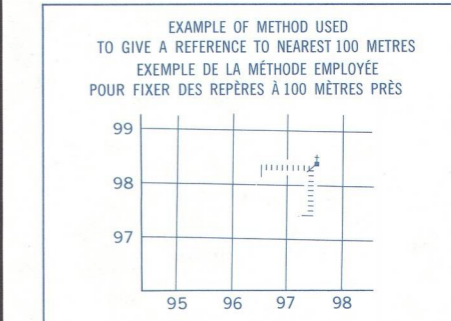 EXAMPLE OF METHOD USED
TO GIVE A REFERENCE TO NEAREST 100 METRES
EXEMPLE DE LA MÉTHODE EMPLOYÉE
POUR FIXER DES REPÈRES À 100 MÈTRES PRÈS
99
98
97
95 96 97 98